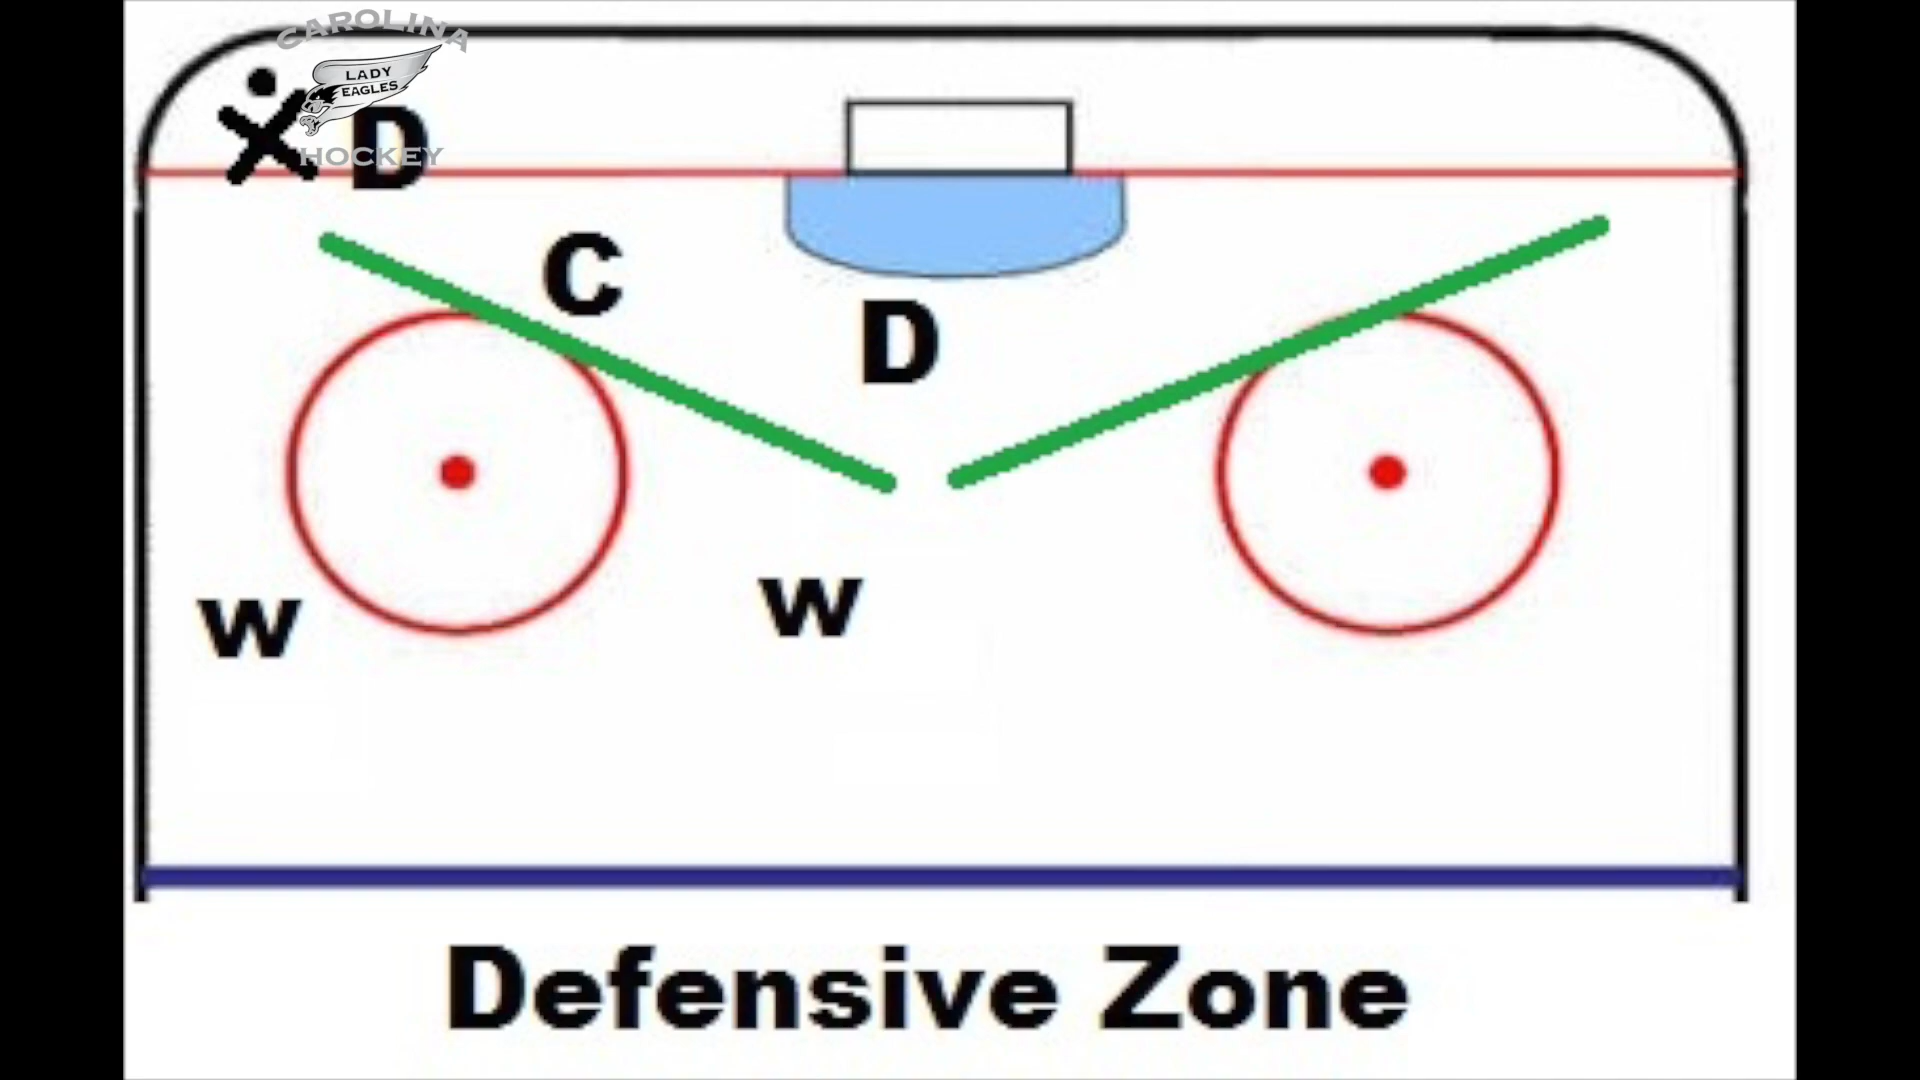 CAROLINA
LADY
EAGLES
HOCKEY
X D
C
D
W W
Defensive Zone